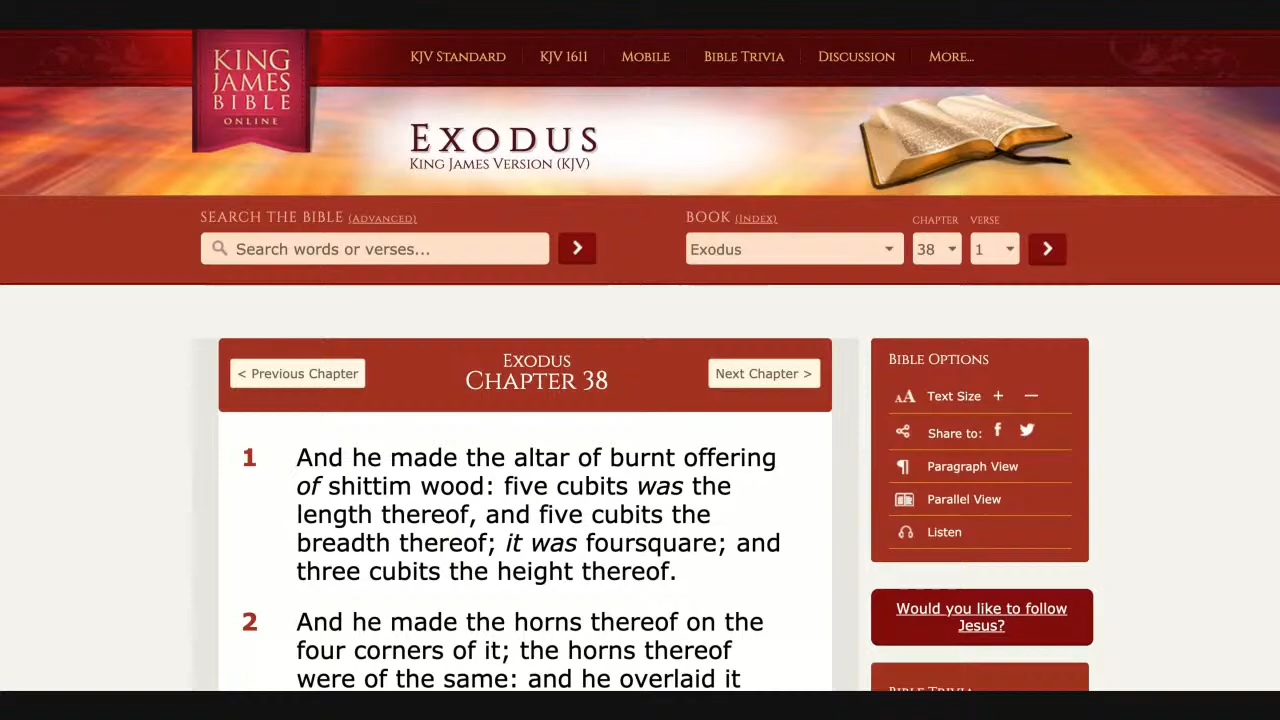 KING
JAMES
BIBLE
ONLINE
KJV STANDARD KJV 1611 MOBILE BIBLE TRIVIA DISCUSSION MORE...
EXODUS
KING JAMES VERSION (KJV)
SEARCH THE BIBLE (ADVANCED)
Search words or verses...
BOOK (INDEX) CHAPTER VERSE
Exodus 38 1
< Previous Chapter
EXODUS
CHAPTER 38
Next Chapter >
1 And he made the altar of burnt offering
of shittim wood: five cubits was the
length thereof, and five cubits the
breadth thereof; it was foursquare; and
three cubits the height thereof.
2 And he made the horns thereof on the
four corners of it; the horns thereof
were of the same: and he overlaid it
BIBLE OPTIONS
AA Text Size + —
Share to: f
Paragraph View
Parallel View
Listen
Would you like to follow
Jesus?
BIBLE TRIVIA